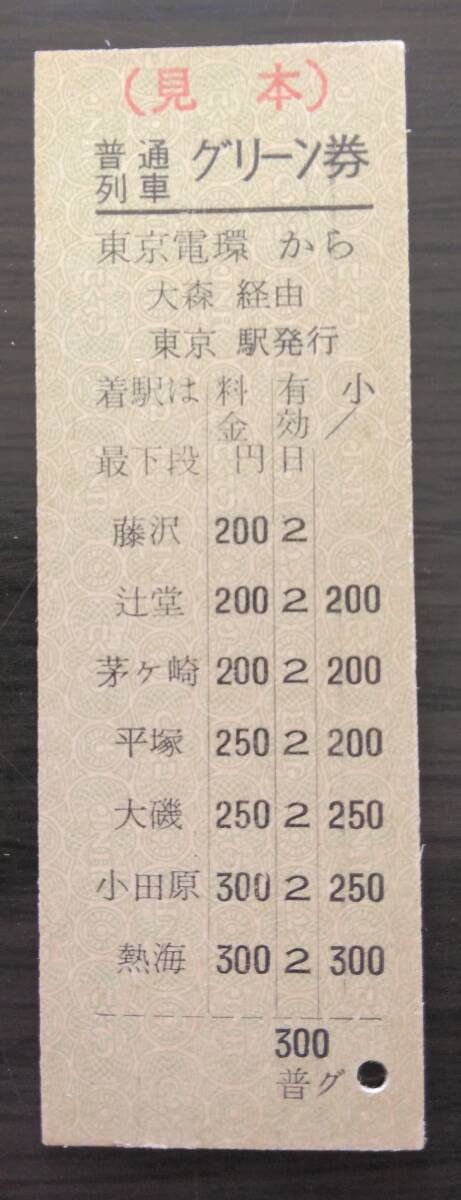 (見本)
普通列車 グリーン券
東京電環 から
大森 経由
東京 駅発行
着駅は 料金 有効 小/
最下段 円 日
藤沢 200 2
辻堂 200 2 200
茅ヶ崎 200 2 200
平塚 250 2 200
大磯 250 2 250
小田原 300 2 250
熱海 300 2 300
300
普グ